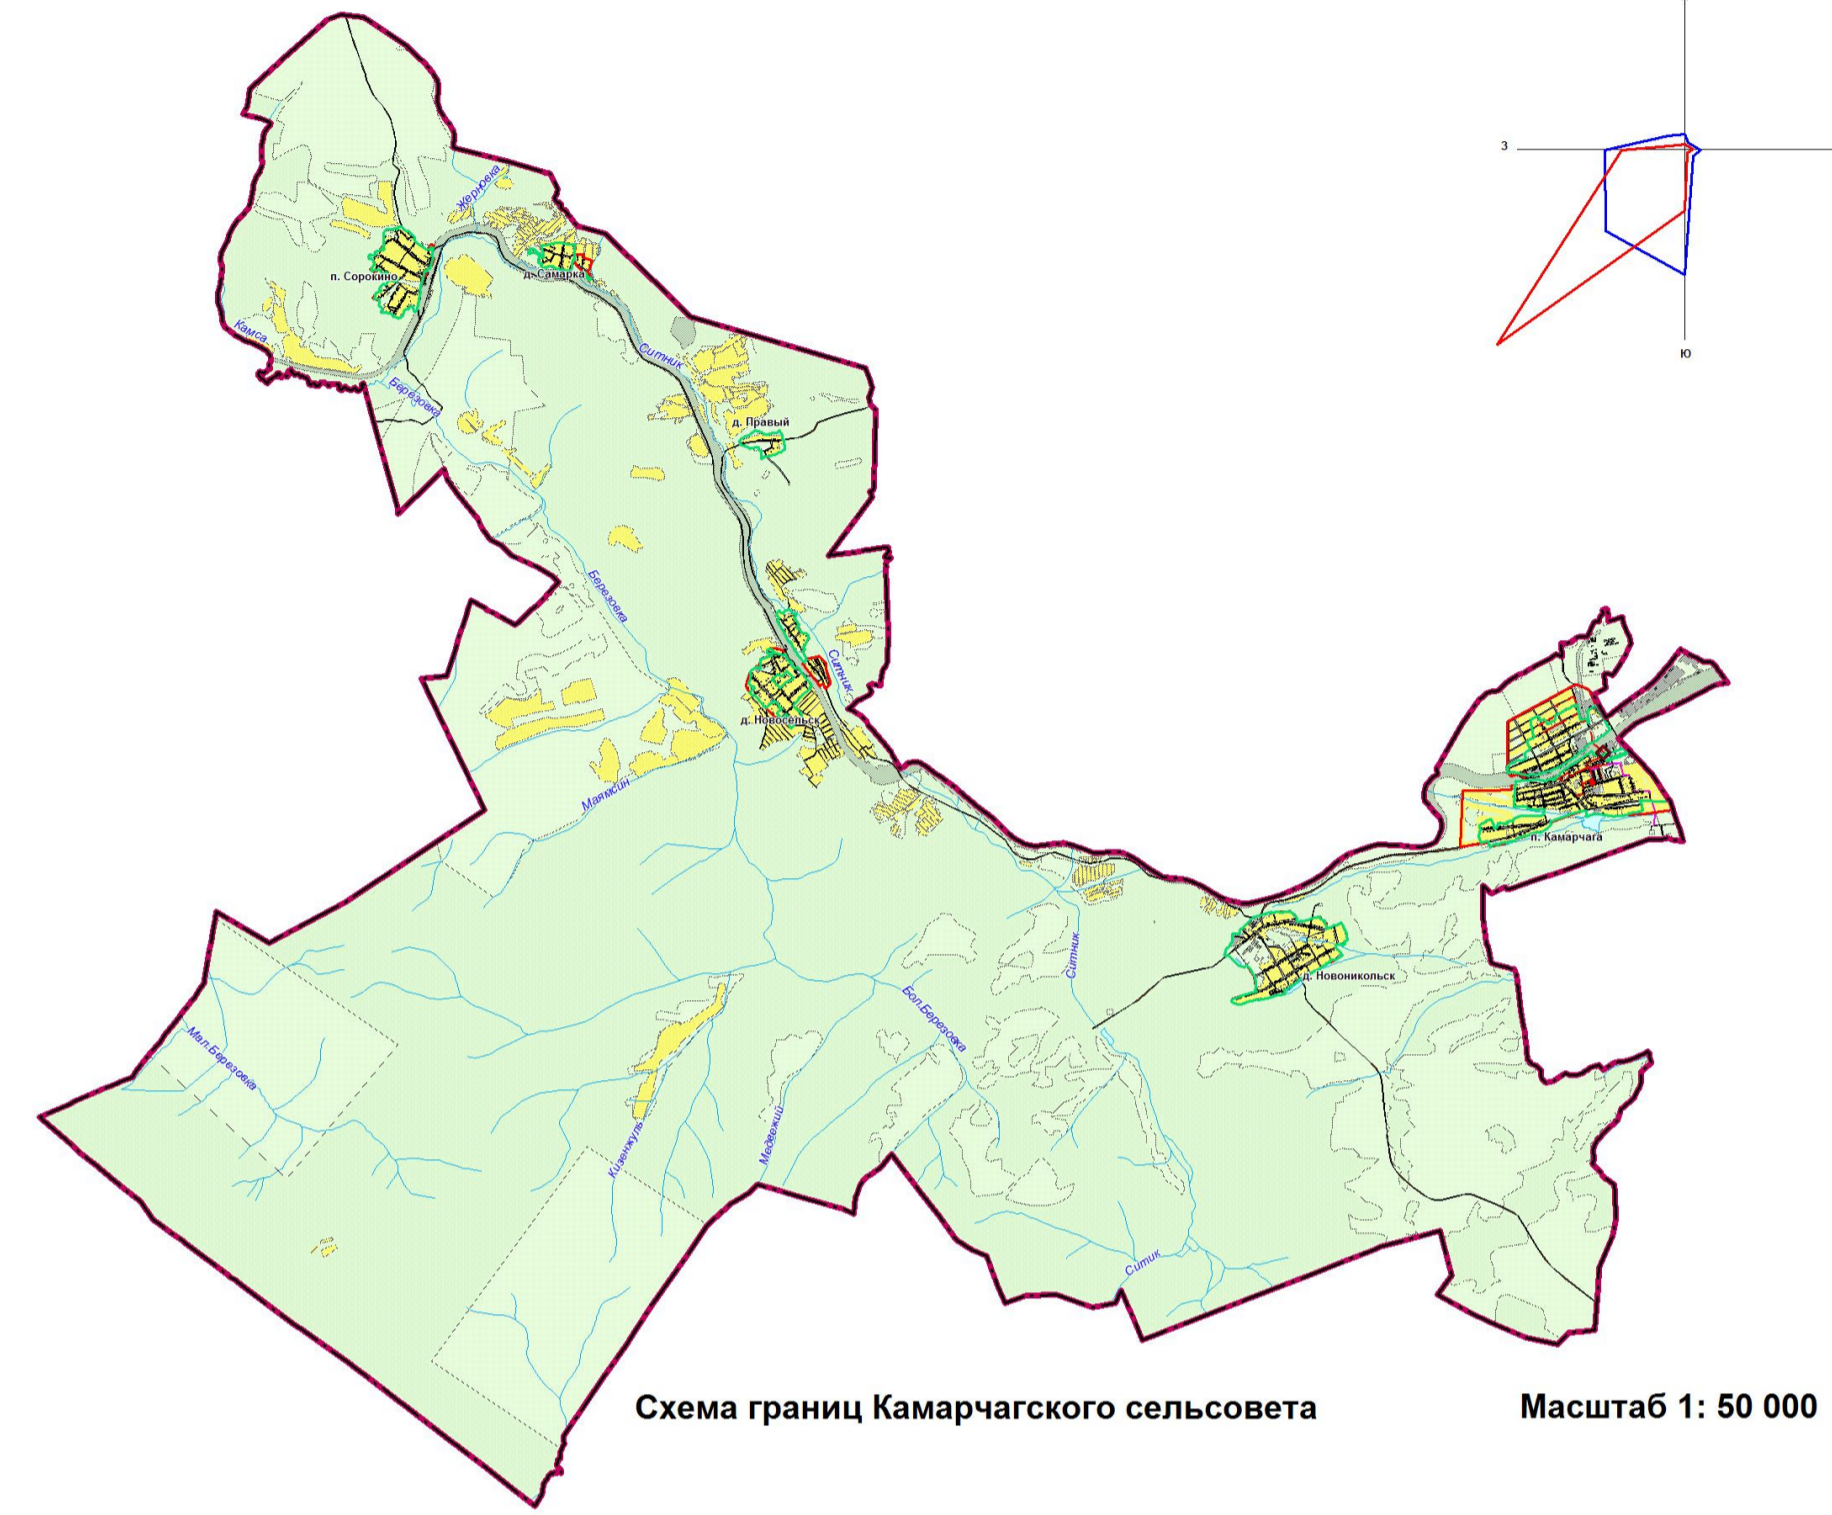 З
Жерновка
п. Сорокино
д. Самарка
Камса
Ситник
Ю
Березовка
д. Правый
Березовка
Ситник
д. Новосельск
Маямсин
п. Камарчага
Ситник
д. Новоникольск
Бол.Березовка
Мал.Березовка
Кизенжуль
Медвежий
Ситик
Схема границ Камарчагского сельсовета
Масштаб 1: 50 000